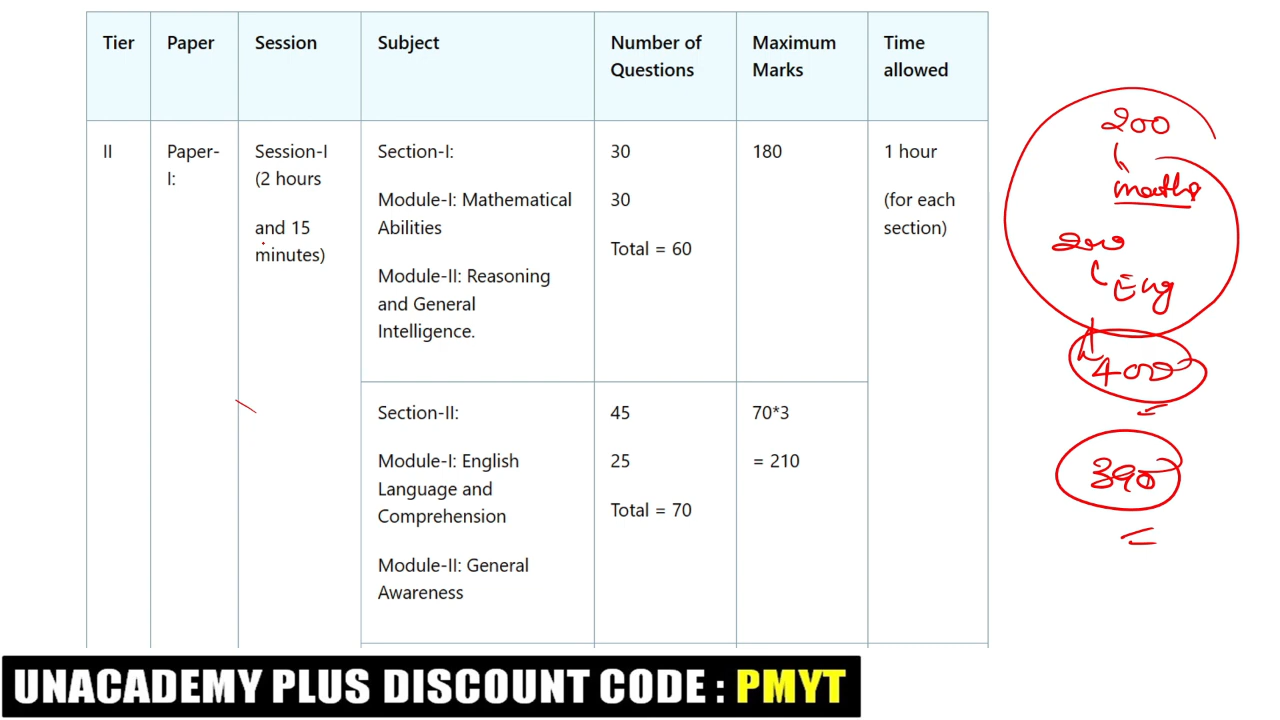 Tier Paper Session Subject Number of Questions Maximum Marks Time allowed
II
Paper-
I:
Session-I
(2 hours
and 15
minutes)
Section-I:
Module-I: Mathematical
Abilities
Module-II: Reasoning
and General
Intelligence.
30
30
Total = 60
180
1 hour
(for each
section)
Section-II:
Module-I: English
Language and
Comprehension
Module-II: General
Awareness
45
25
Total = 70
70*3
= 210
200
maths
200
Eng
400
390
UNACADEMY PLUS DISCOUNT CODE : PMYT